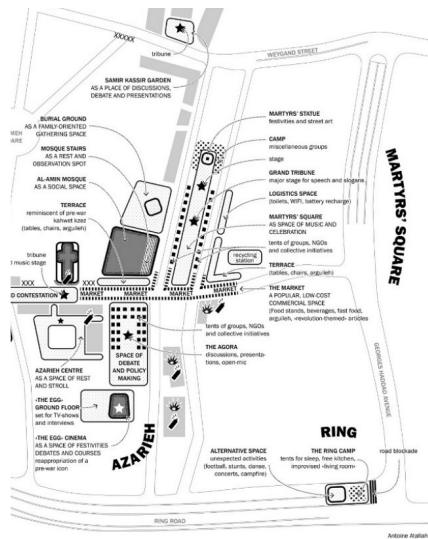 XXXXX
tribune
WEYGAND STREET
SAMIR KASSIR GARDEN
AS A PLACE OF DISCUSSIONS,
DEBATE AND PRESENTATIONS
BURIAL GROUND
AS A FAMILY-ORIENTED
GATHERING SPACE
MOSQUE STAIRS
AS A REST AND
OBSERVATION SPOT
AL-AMIN MOSQUE
AS A SOCIAL SPACE
TERRACE
reminiscent of pre-war
kahwet kzez
(tables, chairs, arguileh)
tribune
music stage
XXX
XX
CONTESTATION
MARKET
MARKET
MARKET
MARKET
MARTYRS' STATUE
festivities and street art
CAMP
miscellaneous groups
stage
GRAND TRIBUNE
major stage for speech and slogans
LOGISTICS SPACE
(toilets, WIFI, battery recharge)
MARTYRS' SQUARE
AS SPACE OF MUSIC AND
CELEBRATION
tents of groups, NGOs
and collective initiatives
recycling
station
TERRACE
(tables, chairs, arguileh)
THE MARKET
A POPULAR, LOW-COST
COMMERCIAL SPACE
(Food stands, beverages, fast food,
arguileh, «revolution-themed» articles
MARTYRS' SQUARE
tents of groups, NGOs
and collective initiatives
THE AGORA
discussions, presenta-
tions, open-mic
SPACE OF
DEBATE
AND POLICY
MAKING
AZARIEH CENTRE
AS A SPACE OF REST
AND STROLL
«THE EGG»
GROUND FLOOR
set for TV-shows
and interviews
«THE EGG» CINEMA
AS A SPACE OF FESTIVITIES
DEBATES AND COURSES
reappropriation of a
pre-war icon
AZARIEH
GEORGES HADDAD AVENUE
RING
ALTERNATIVE SPACE
unexpected activities
(football, stunts, danse,
concerts, campfire)
THE RING CAMP
tents for sleep, free kitchen,
improvised «living room»
road blockade
RING ROAD
Antoine Atallah